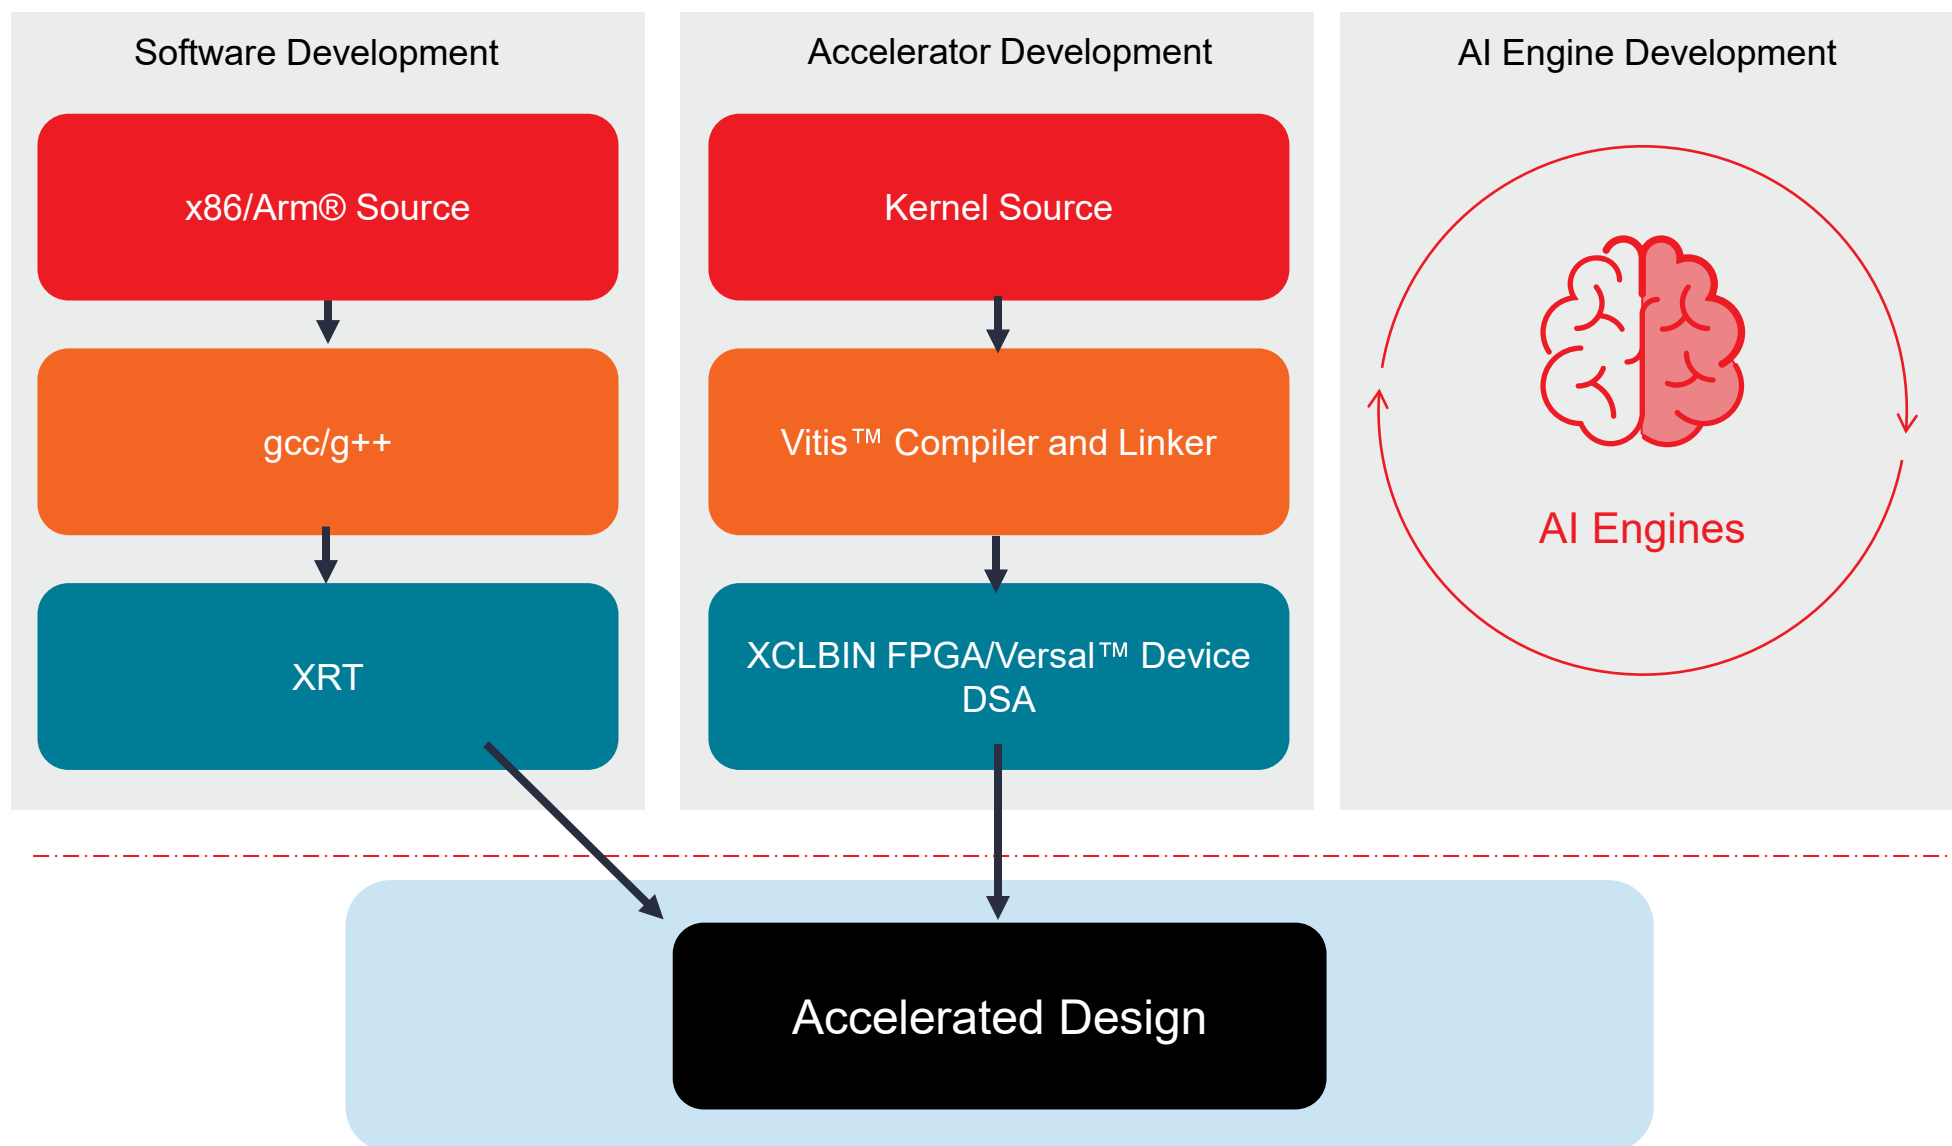 Software Development
x86/Arm® Source
gcc/g++
XRT
Accelerator Development
Kernel Source
Vitis™ Compiler and Linker
XCLBIN FPGA/Versal™ Device
DSA
AI Engine Development
AI Engines
Accelerated Design